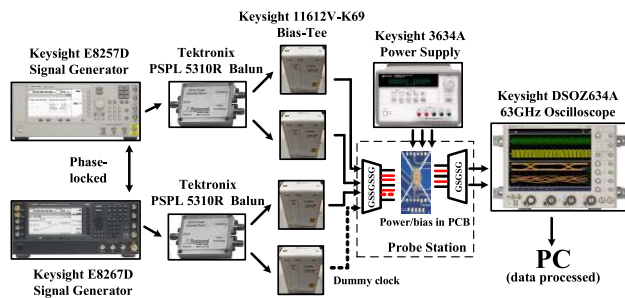 Keysight 11612V-K69
Bias-Tee
Keysight 3634A
Power Supply
Keysight E8257D
Signal Generator
Tektronix
PSPL 5310R Balun
Keysight DSOZ634A
63GHz Oscilloscope
Phase-
locked
GSSGSSG
GSGSG
Tektronix
PSPL 5310R Balun
Power/bias in PCB
Probe Station
Keysight E8267D
Signal Generator
Dummy clock
PC
(data processed)